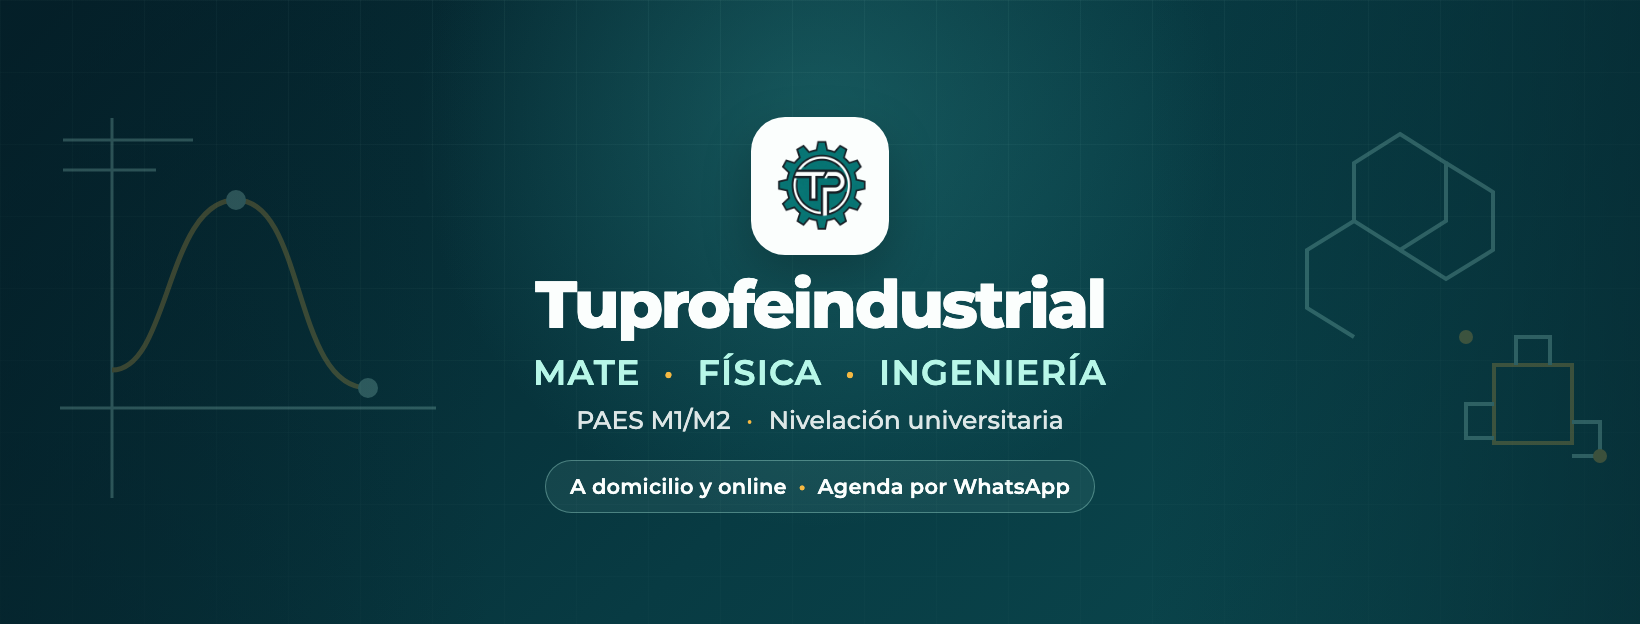 TP
Tuprofeindustrial
MATE · FÍSICA · INGENIERÍA
PAES M1/M2 · Nivelación universitaria
A domicilio y online · Agenda por WhatsApp